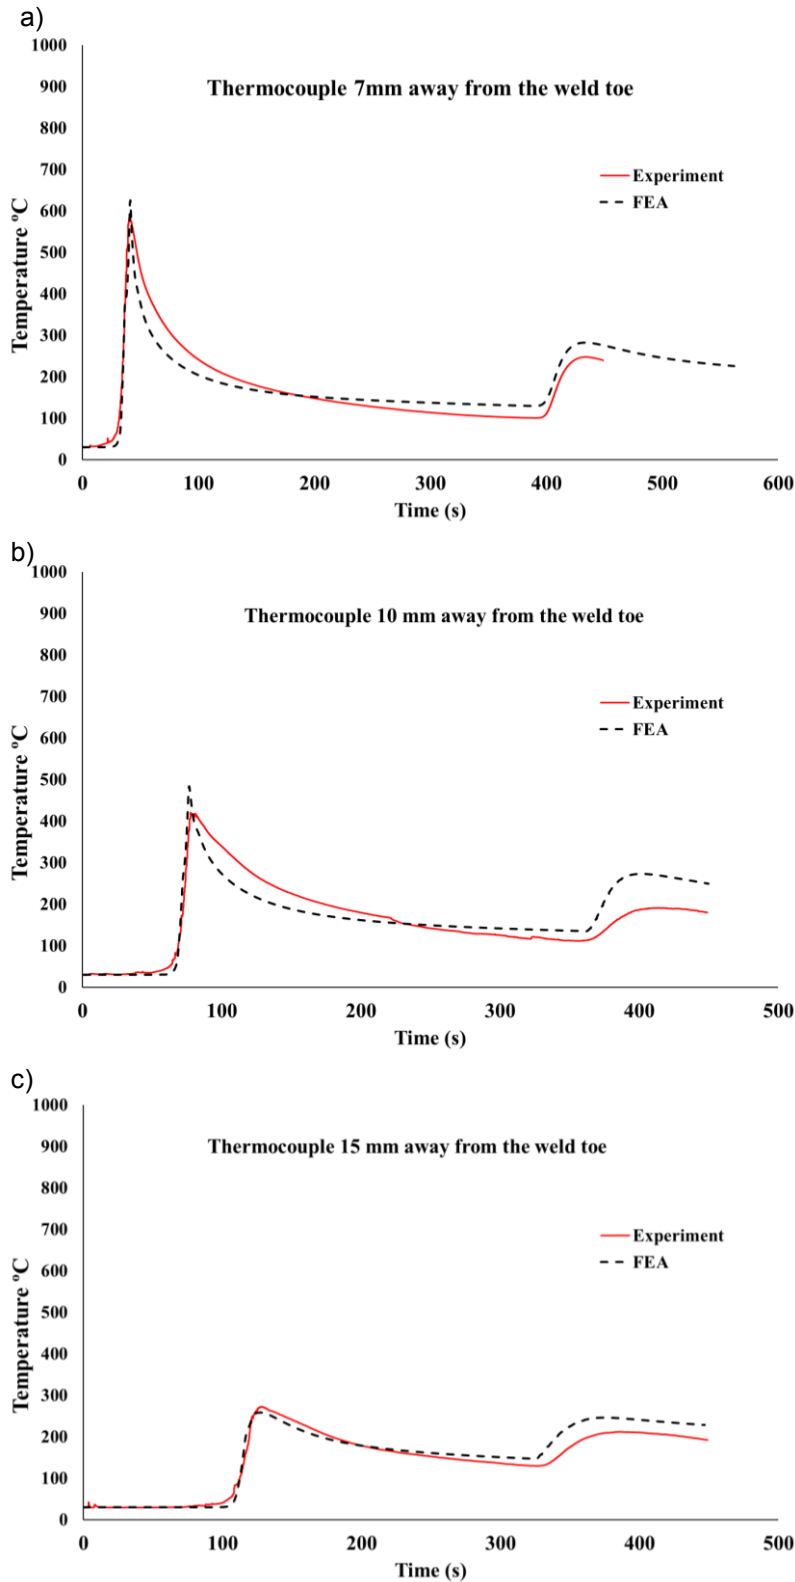 a)
1000
Thermocouple 7mm away from the weld toe
900
800
700
Experiment
600
FEA
500
400
300
200
100
0
Temperature ºC
0 100 200 300 400 500 600
Time (s)
b)
1000
Thermocouple 10 mm away from the weld toe
900
800
700
Experiment
600
FEA
500
400
300
200
100
0
Temperature ºC
0 100 200 300 400 500
Time (s)
c)
1000
Thermocouple 15 mm away from the weld toe
900
800
700
Experiment
600
FEA
500
400
300
200
100
0
Temperature ºC
0 100 200 300 400 500
Time (s)